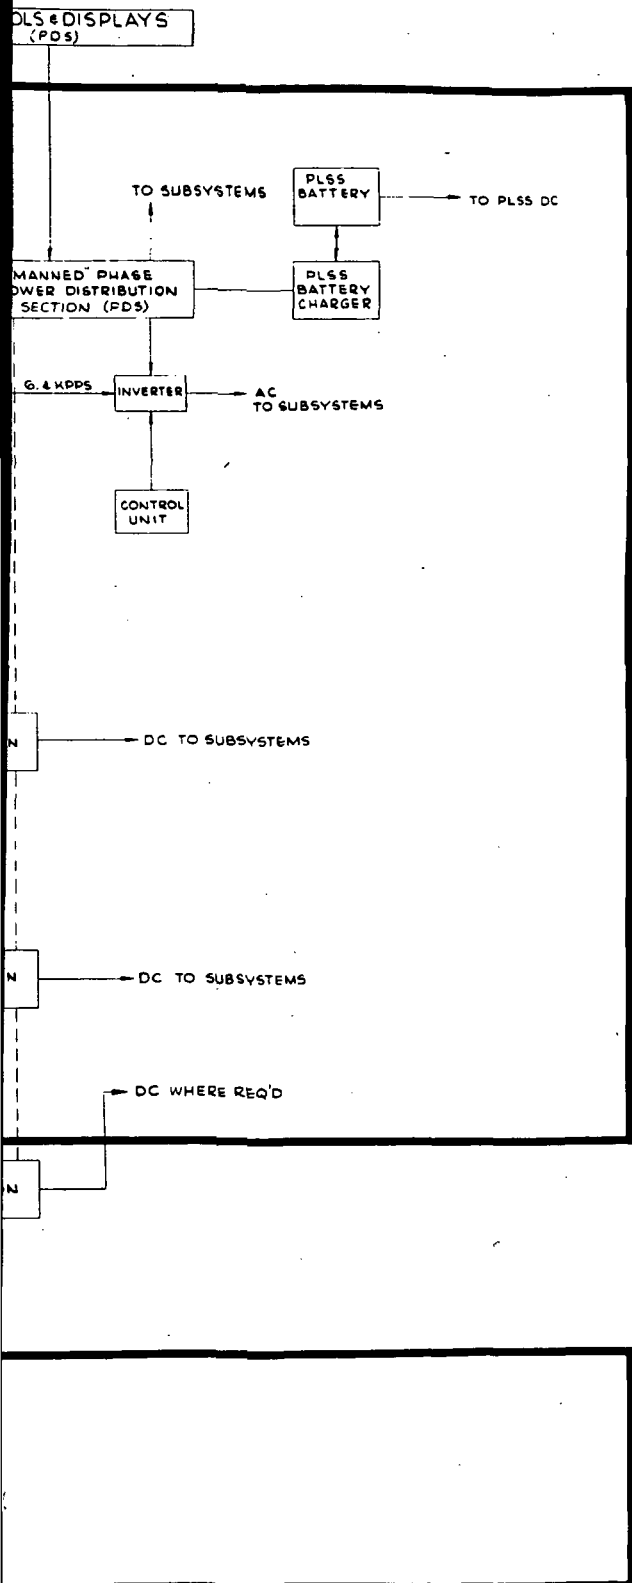 OLS & DISPLAYS
(PDS)
PLSS
BATTERY
TO SUBSYSTEMS
TO PLSS DC
MANNED" PHASE
OWER DISTRIBUTION
SECTION (PDS)
PLSS
BATTERY
CHARGER
6.4 KPPS
INVERTER
AC
TO SUBSYSTEMS
CONTROL
UNIT
N
DC TO SUBSYSTEMS
N
DC TO SUBSYSTEMS
DC WHERE REQ'D
N